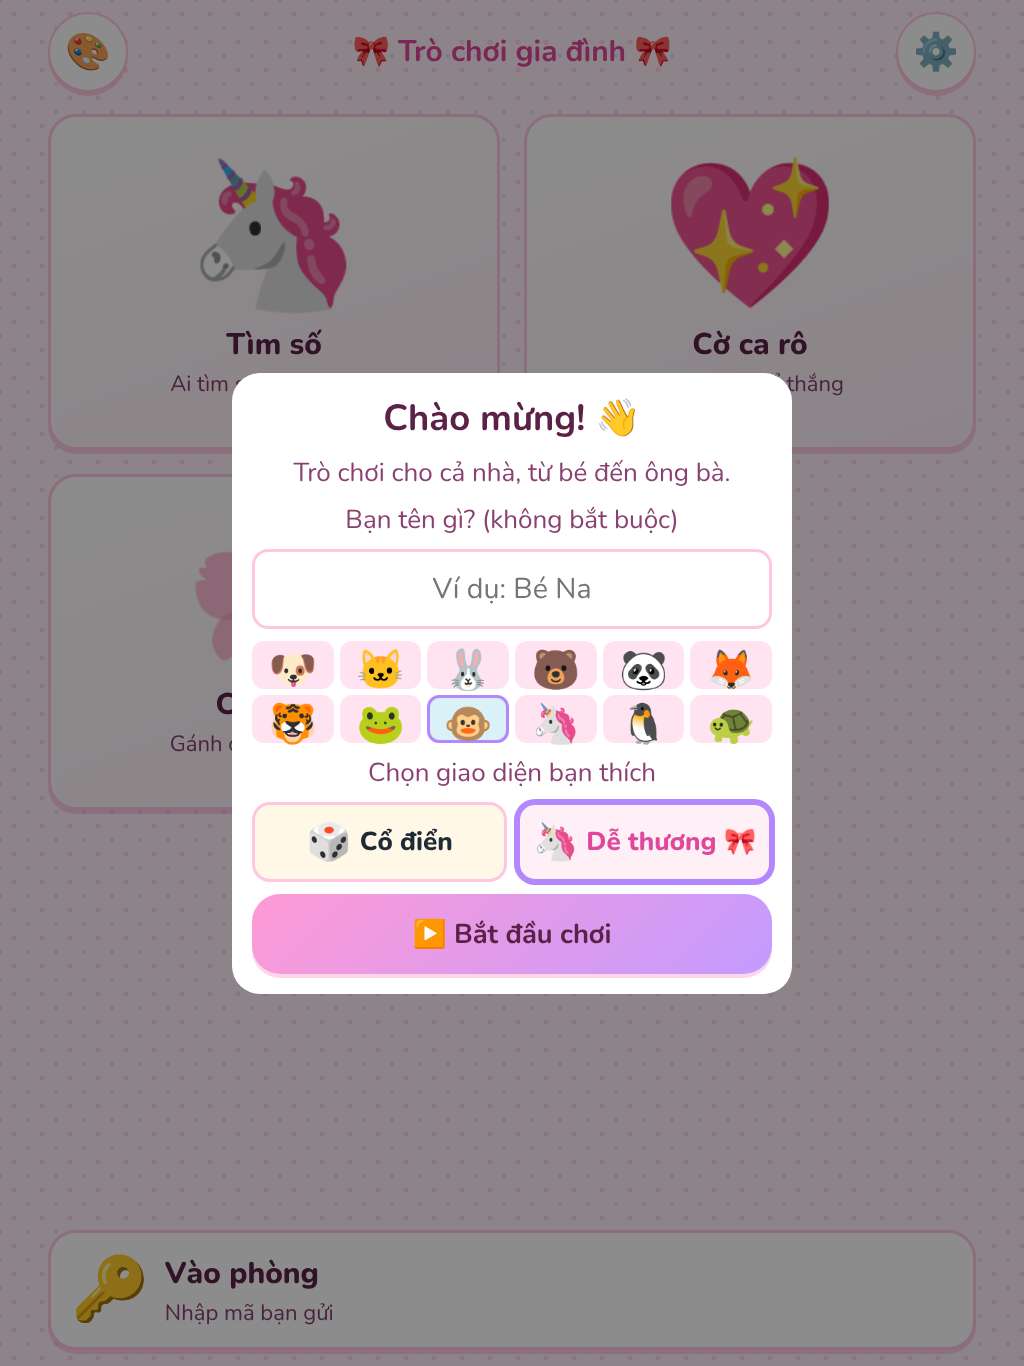 Trò chơi gia đình
Tìm số
Cờ ca rô
Ai tìm
thắng
Chào mừng!
Trò chơi cho cả nhà, từ bé đến ông bà.
Bạn tên gì? (không bắt buộc)
Ví dụ: Bé Na
Gánh
Chọn giao diện bạn thích
Cổ điển
Dễ thương
Bắt đầu chơi
Vào phòng
Nhập mã bạn gửi